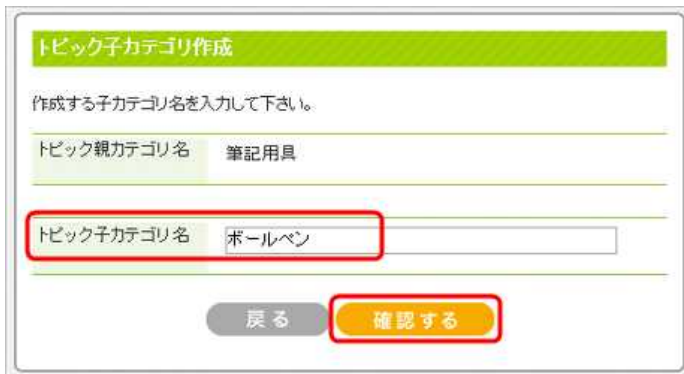 トピック子カテゴリ作成
作成する子カテゴリ名を入力して下さい。
トピック親カテゴリ名 筆記用具
トピック子カテゴリ名 ボールペン
戻る 確認する